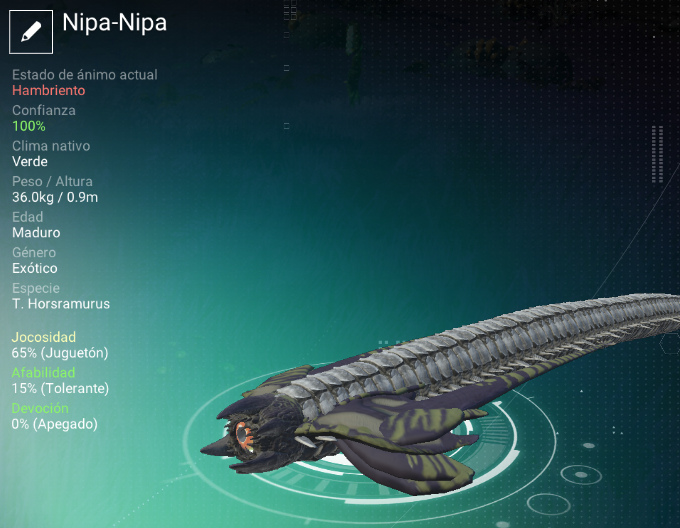 Nipa-Nipa
Estado de ánimo actual
Hambriento
Confianza
100%
Clima nativo
Verde
Peso / Altura
36.0kg / 0.9m
Edad
Maduro
Género
Exótico
Especie
T. Horsramurus
Jocosidad
65% (Juguetón)
Afabilidad
15% (Tolerante)
Devoción
0% (Apegado)